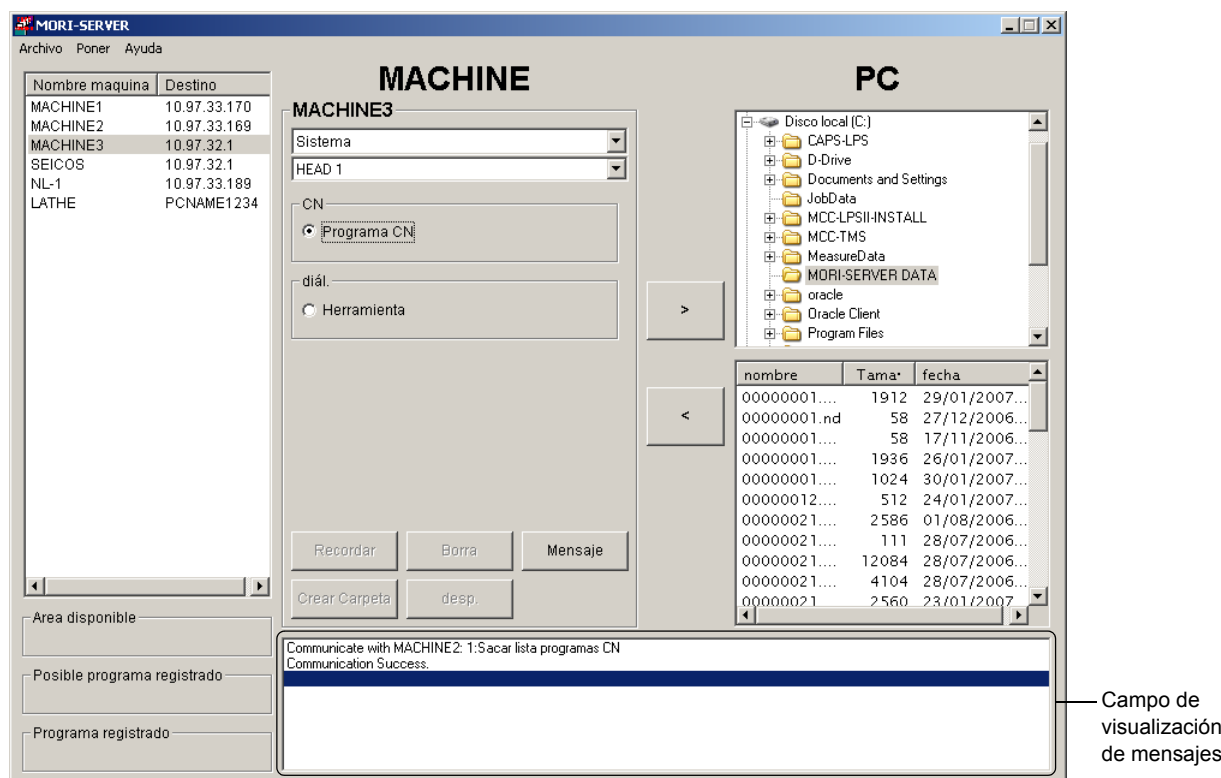 MORI-SERVER
Archivo Poner Ayuda
Nombre maquina Destino
MACHINE1 10.97.33.170
MACHINE2 10.97.33.169
MACHINE3 10.97.32.1
SEICOS 10.97.32.1
NL-1 10.97.33.189
LATHE PCNAME1234
Area disponible
Posible programa registrado
Programa registrado
MACHINE
MACHINE3
Sistema
HEAD 1
CN
Programa CN
diál.
Herramienta
Recordar Borra Mensaje
Crear Carpeta desp.
>
<
PC
Disco local (C:)
CAPS-LPS
D-Drive
Documents and Settings
JobData
MCC-LPSII-INSTALL
MCC-TMS
MeasureData
MORI-SERVER DATA
oracle
Oracle Client
Program Files
nombre Tama· fecha
00000001.... 1912 29/01/2007...
00000001.nd 58 27/12/2006...
00000001.... 58 17/11/2006...
00000001.... 1936 26/01/2007...
00000001.... 1024 30/01/2007...
00000012.... 512 24/01/2007...
00000021.... 2586 01/08/2006...
00000021.... 111 28/07/2006...
00000021.... 12084 28/07/2006...
00000021.... 4104 28/07/2006...
00000021 2560 23/01/2007
Communicate with MACHINE2: 1:Sacar lista programas CN
Communication Success.
Campo de
visualización
de mensajes